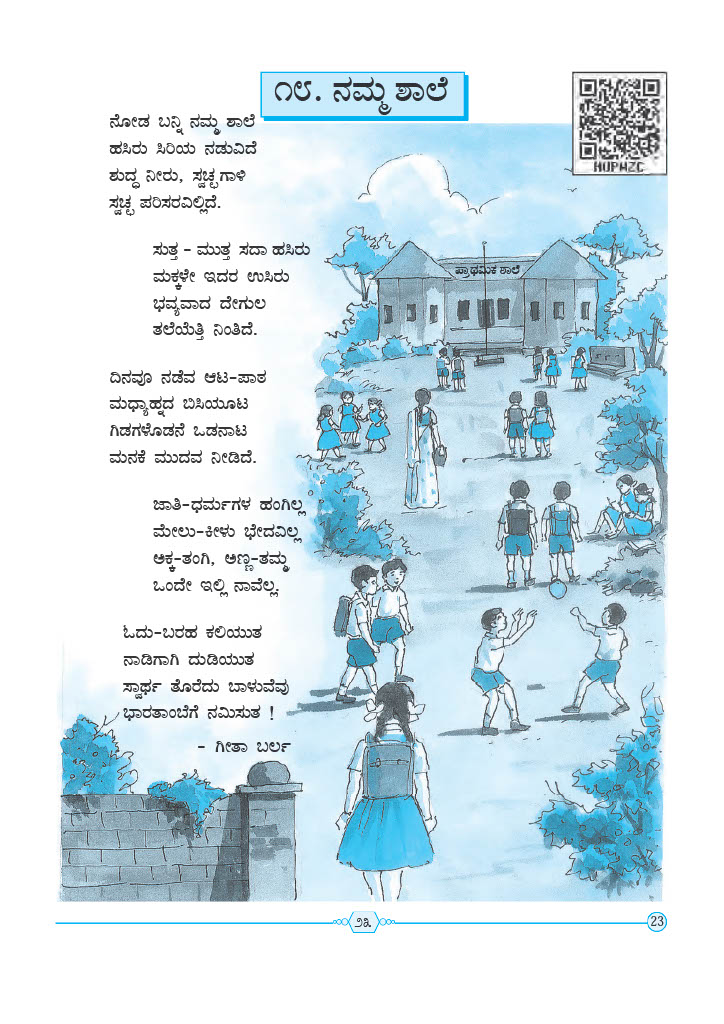 ೧೮. ನಮ್ಮ ಶಾಲೆ
HUPWZC
ನೋಡ ಬನ್ನಿ ನಮ್ಮ ಶಾಲೆ
ಹಸಿರು ಸಿರಿಯ ನಡುವಿದೆ
ಶುದ್ಧ ನೀರು, ಸ್ವಚ್ಛಗಾಳಿ
ಸ್ವಚ್ಛ ಪರಿಸರವಿಲ್ಲಿದೆ.
ಸುತ್ತ - ಮುತ್ತ ಸದಾ ಹಸಿರು
ಮಕ್ಕಳೇ ಇದರ ಉಸಿರು
ಭವ್ಯವಾದ ದೇಗುಲ
ತಲೆಯೆತ್ತಿ ನಿಂತಿದೆ.
ಪ್ರಾಥಮಿಕ ಶಾಲೆ
ದಿನವೂ ನಡೆವ ಆಟ-ಪಾಠ
ಮಧ್ಯಾಹ್ನದ ಬಿಸಿಯೂಟ
ಗಿಡಗಳೊಡನೆ ಒಡನಾಟ
ಮನಕೆ ಮುದವ ನೀಡಿದೆ.
ಜಾತಿ-ಧರ್ಮಗಳ ಹಂಗಿಲ್ಲ
ಮೇಲು-ಕೀಳು ಭೇದವಿಲ್ಲ
ಅಕ್ಕ-ತಂಗಿ, ಅಣ್ಣ-ತಮ್ಮ
ಒಂದೇ ಇಲ್ಲಿ ನಾವೆಲ್ಲ.
ಓದು-ಬರಹ ಕಲಿಯುತ
ನಾಡಿಗಾಗಿ ದುಡಿಯುತ
ಸ್ವಾರ್ಥ ತೊರೆದು ಬಾಳುವೆವು
ಭಾರತಾಂಬೆಗೆ ನಮಿಸುತ !
- ಗೀತಾ ಬರ್ಲ
೨೩
23